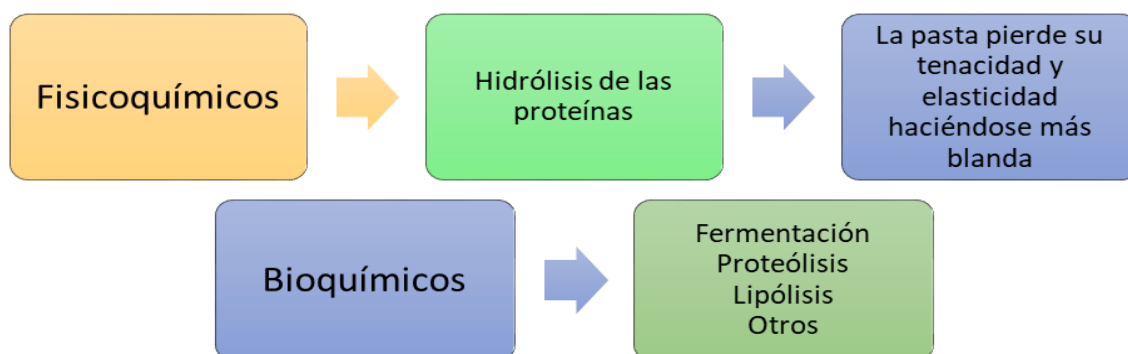 Fisicoquímicos
Hidrólisis de las
proteínas
La pasta pierde su
tenacidad y
elasticidad
haciéndose más
blanda
Bioquímicos
Fermentación
Proteólisis
Lipólisis
Otros